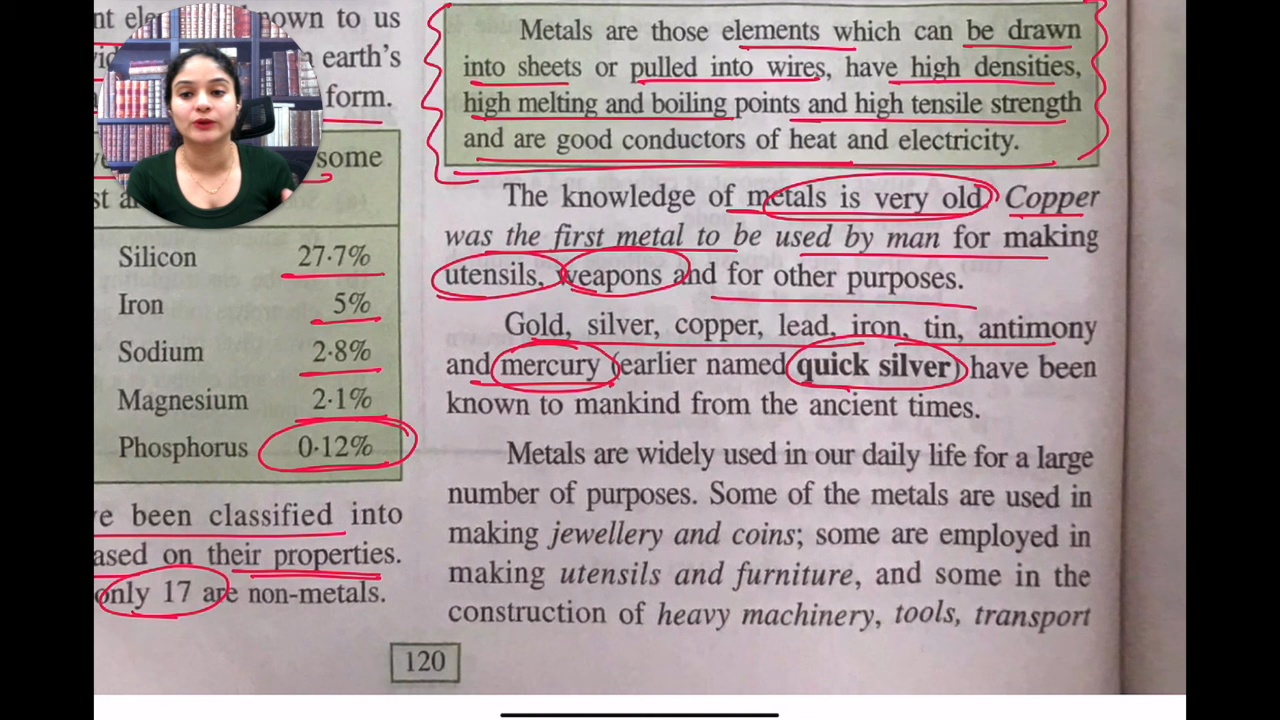 nown to us
earth's
form.
some
Silicon 27·7%
Iron 5%
Sodium 2·8%
Magnesium 2·1%
Phosphorus 0·12%
been classified into
on their properties.
only 17 are non-metals.
Metals are those elements which can be drawn
into sheets or pulled into wires, have high densities,
high melting and boiling points and high tensile strength
and are good conductors of heat and electricity.
The knowledge of metals is very old. Copper
was the first metal to be used by man for making
utensils, weapons and for other purposes.
Gold, silver, copper, lead, iron, tin, antimony
and mercury (earlier named quick silver) have been
known to mankind from the ancient times.
Metals are widely used in our daily life for a large
number of purposes. Some of the metals are used in
making jewellery and coins; some are employed in
making utensils and furniture, and some in the
construction of heavy machinery, tools, transport
120